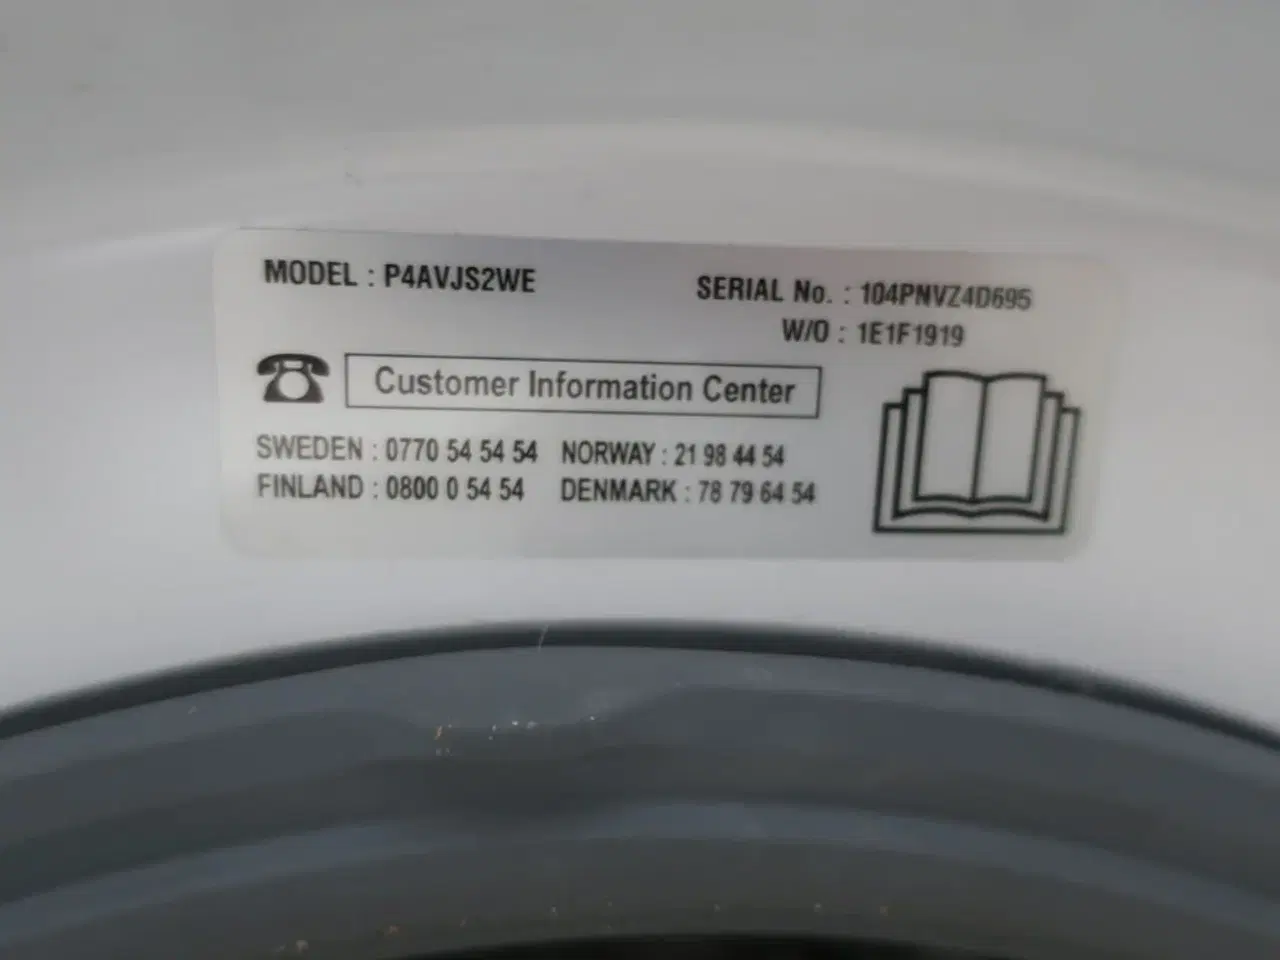 MODEL : P4AVJS2WE
SERIAL No. : 104PNVZ4D695
W/O : 1E1F1919
Customer Information Center
SWEDEN : 0770 54 54 54 NORWAY : 21 98 44 54
FINLAND : 0800 0 54 54 DENMARK : 78 79 64 54